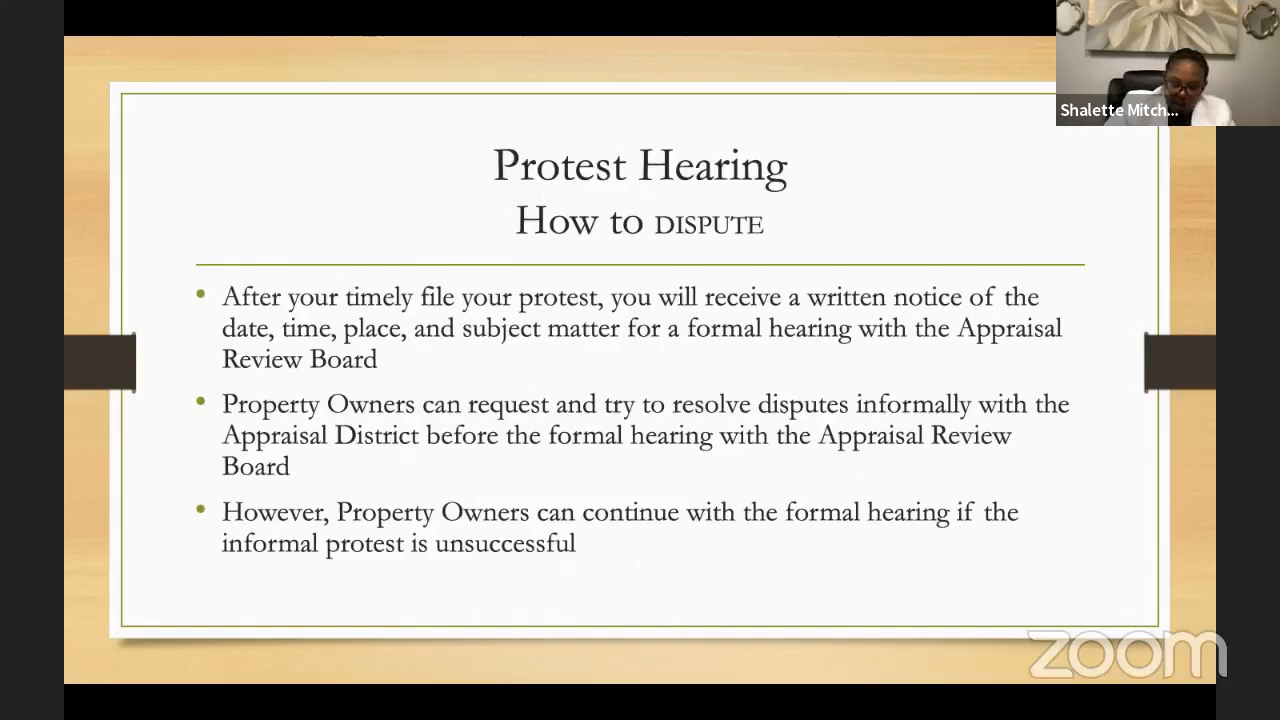 Shalette Mitch...
Protest Hearing
How to DISPUTE
• After your timely file your protest, you will receive a written notice of the
date, time, place, and subject matter for a formal hearing with the Appraisal
Review Board
• Property Owners can request and try to resolve disputes informally with the
Appraisal District before the formal hearing with the Appraisal Review
Board
• However, Property Owners can continue with the formal hearing if the
informal protest is unsuccessful
zoom